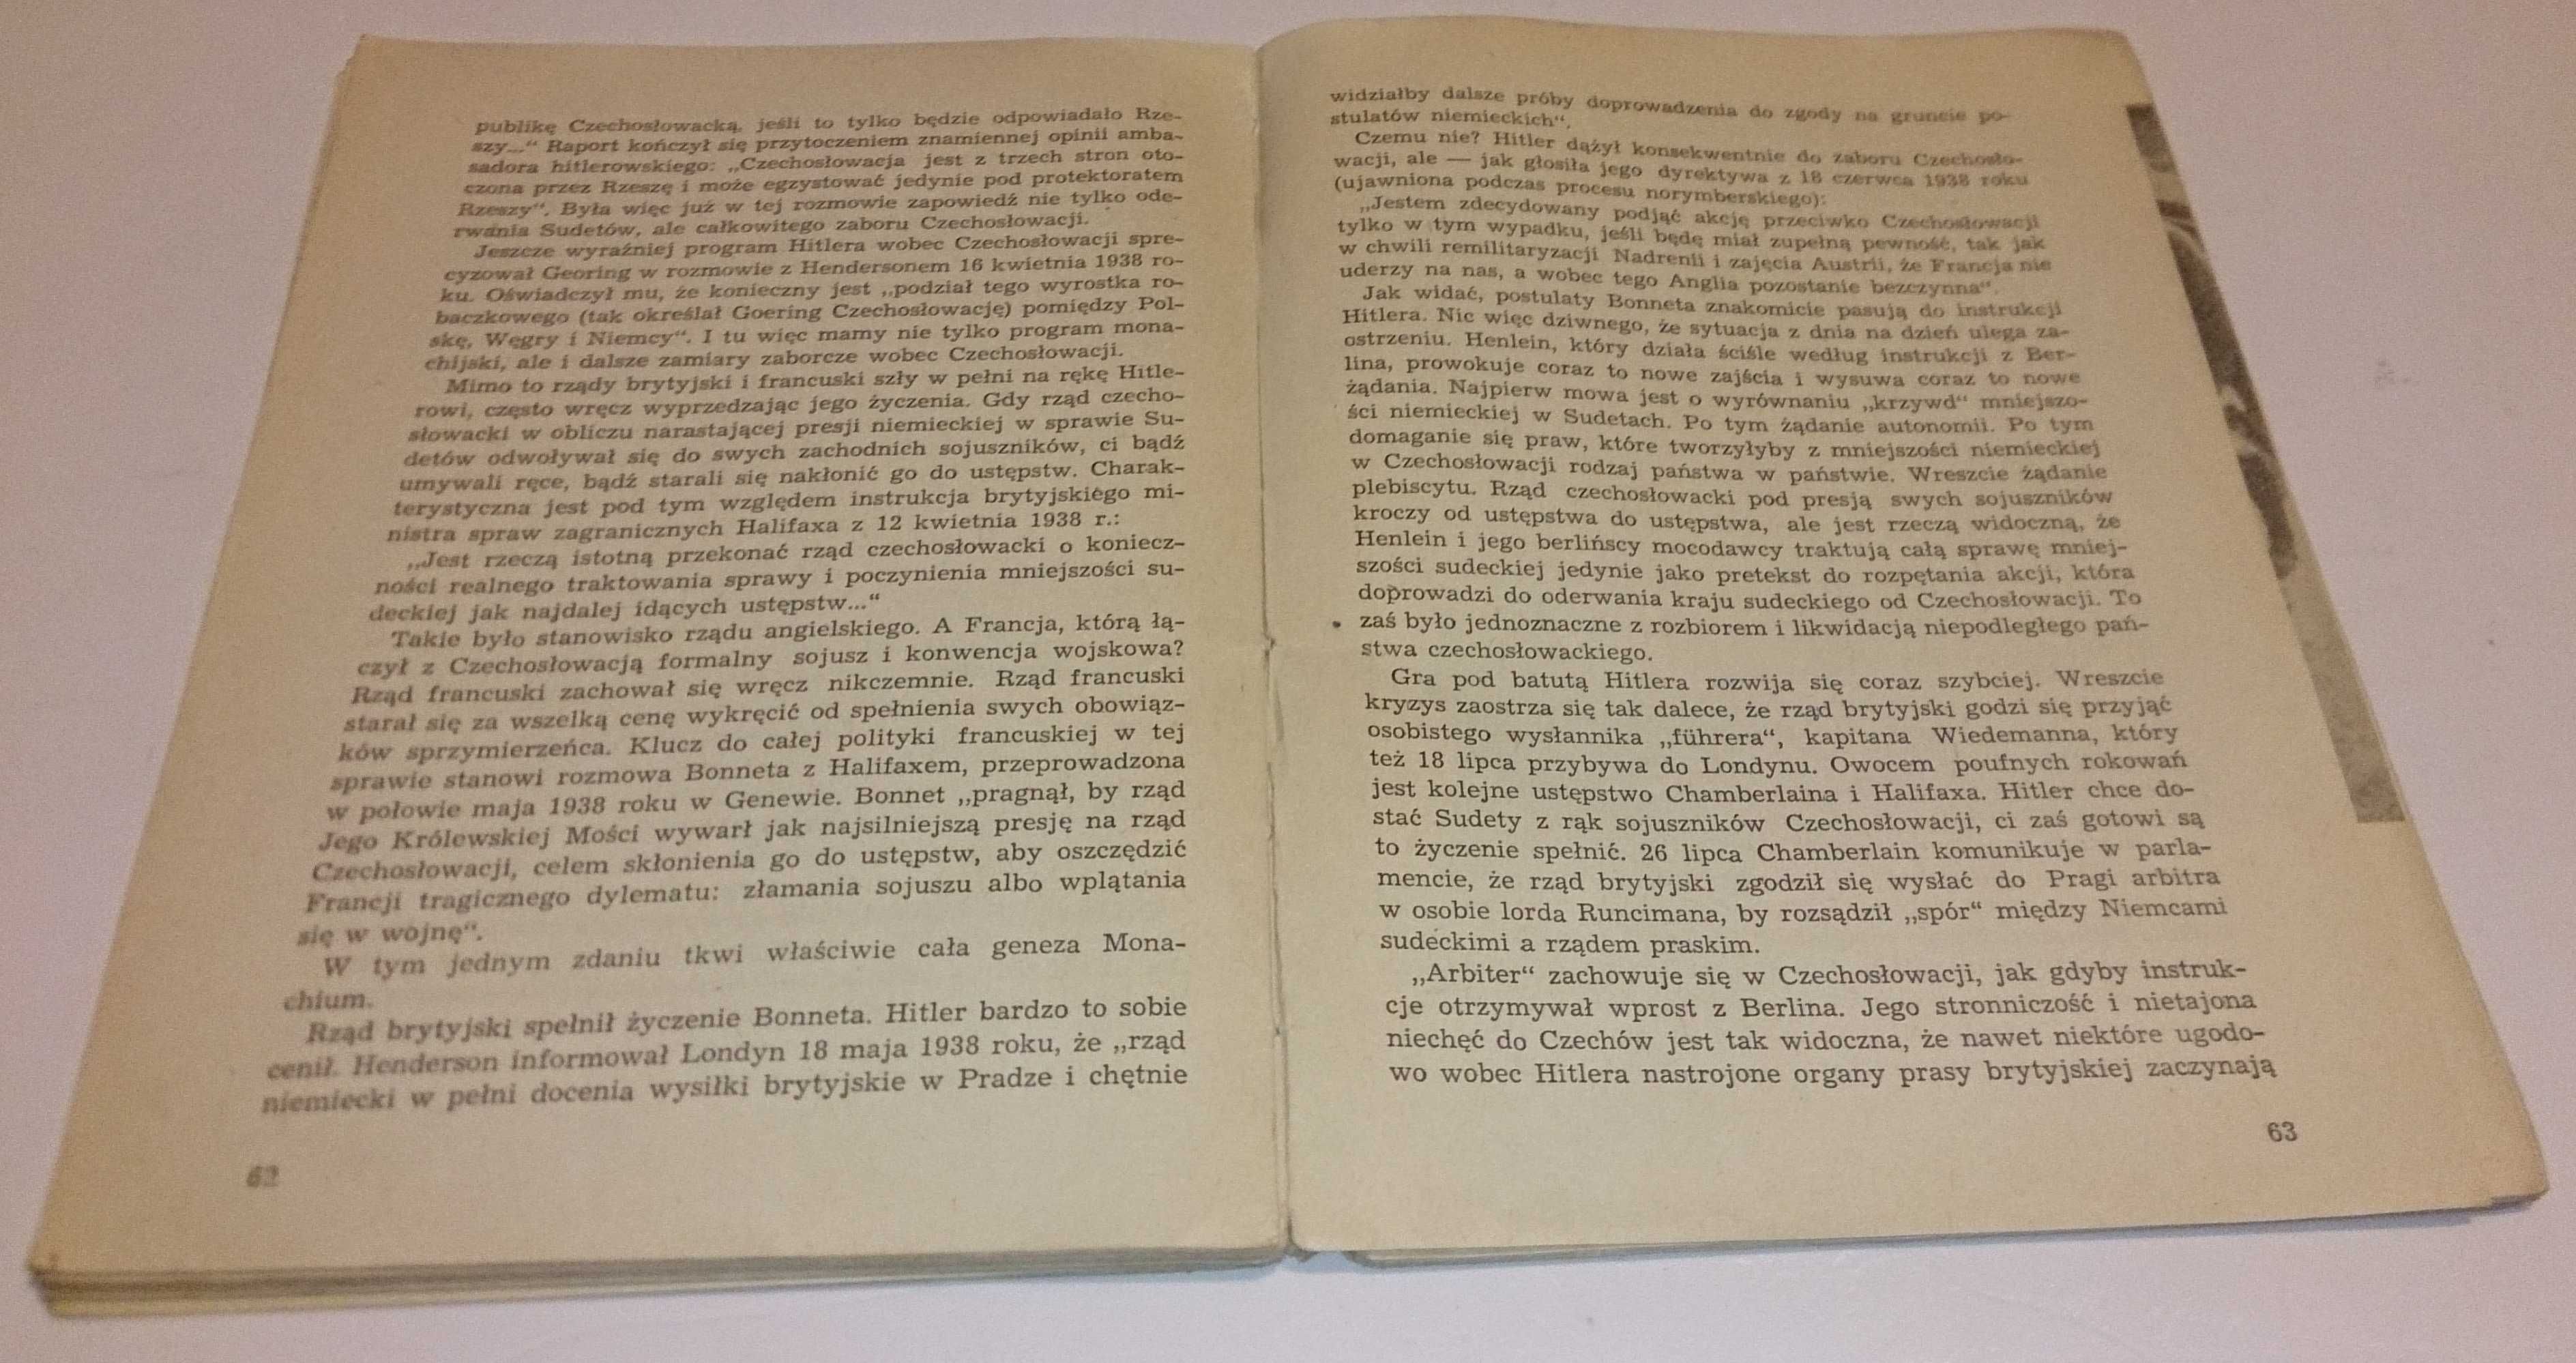 publikę Czechosłowacką, jeśli to tylko będzie odpowiadało Rze-
szy..." Raport kończył się przytoczeniem znamiennej opinii amba-
sadora hitlerowskiego: „Czechosłowacja jest z trzech stron oto-
czona przez Rzeszę i może egzystować jedynie pod protektoratem
Rzeszy". Była więc już w tej rozmowie zapowiedź nie tylko ode-
rwania Sudetów, ale całkowitego zaboru Czechosłowacji.
Jeszcze wyraźniej program Hitlera wobec Czechosłowacji spre-
cyzował Georing w rozmowie z Hendersonem 16 kwietnia 1938 ro-
ku. Oświadczył mu, że konieczny jest „podział tego wyrostka ro-
baczkowego (tak określał Goering Czechosłowację) pomiędzy Pol-
skę, Węgry i Niemcy". I tu więc mamy nie tylko program mona-
chijski, ale i dalsze zamiary zaborcze wobec Czechosłowacji.
Mimo to rządy brytyjski i francuski szły w pełni na rękę Hitle-
rowi, często wręcz wyprzedzając jego życzenia. Gdy rząd czecho-
słowacki w obliczu narastającej presji niemieckiej w sprawie Su-
detów odwoływał się do swych zachodnich sojuszników, ci bądź
umywali ręce, bądź starali się nakłonić go do ustępstw. Charak-
terystyczna jest pod tym względem instrukcja brytyjskiego mi-
nistra spraw zagranicznych Halifaxa z 12 kwietnia 1938 r.:
„Jest rzeczą istotną przekonać rząd czechosłowacki o koniecz-
ności realnego traktowania sprawy i poczynienia mniejszości su-
deckiej jak najdalej idących ustępstw..."
Takie było stanowisko rządu angielskiego. A Francja, którą łą-
czył z Czechosłowacją formalny sojusz i konwencja wojskowa?
Rząd francuski zachował się wręcz nikczemnie. Rząd francuski
starał się za wszelką cenę wykręcić od spełnienia swych obowiąz-
ków sprzymierzeńca. Klucz do całej polityki francuskiej w tej
sprawie stanowi rozmowa Bonneta z Halifaxem, przeprowadzona
w połowie maja 1938 roku w Genewie. Bonnet „pragnął, by rząd
Jego Królewskiej Mości wywarł jak najsilniejszą presję na rząd
Czechosłowacji, celem skłonienia go do ustępstw, aby oszczędzić
Francji tragicznego dylematu: złamania sojuszu albo wplątania
się w wojnę".
W tym jednym zdaniu tkwi właściwie cała geneza Mona-
chium.
Rząd brytyjski spełnił życzenie Bonneta. Hitler bardzo to sobie
cenił. Henderson informował Londyn 18 maja 1938 roku, że „rząd
niemiecki w pełni docenia wysiłki brytyjskie w Pradze i chętnie
62
widziałby dalsze próby doprowadzenia do zgody na gruncie po-
stulatów niemieckich".
Czemu nie? Hitler dążył konsekwentnie do zaboru Czechosło-
wacji, ale — jak głosiła jego dyrektywa z 18 czerwca 1938 roku
(ujawniona podczas procesu norymberskiego):
„Jestem zdecydowany podjąć akcję przeciwko Czechosłowacji
tylko w tym wypadku, jeśli będę miał zupełną pewność, tak jak
w chwili remilitaryzacji Nadrenii i zajęcia Austrii, że Francja nie
uderzy na nas, a wobec tego Anglia pozostanie bezczynna".
Jak widać, postulaty Bonneta znakomicie pasują do instrukcji
Hitlera. Nic więc dziwnego, że sytuacja z dnia na dzień ulega za-
ostrzeniu. Henlein, który działa ściśle według instrukcji z Ber-
lina, prowokuje coraz to nowe zajścia i wysuwa coraz to nowe
żądania. Najpierw mowa jest o wyrównaniu „krzywd" mniejszo-
ści niemieckiej w Sudetach. Po tym żądanie autonomii. Po tym
domaganie się praw, które tworzyłyby z mniejszości niemieckiej
w Czechosłowacji rodzaj państwa w państwie. Wreszcie żądanie
plebiscytu. Rząd czechosłowacki pod presją swych sojuszników
kroczy od ustępstwa do ustępstwa, ale jest rzeczą widoczną, że
Henlein i jego berlińscy mocodawcy traktują całą sprawę mniej-
szości sudeckiej jedynie jako pretekst do rozpętania akcji, która
doprowadzi do oderwania kraju sudeckiego od Czechosłowacji. To
zaś było jednoznaczne z rozbiorem i likwidacją niepodległego pań-
stwa czechosłowackiego.
Gra pod batutą Hitlera rozwija się coraz szybciej. Wreszcie
kryzys zaostrza się tak dalece, że rząd brytyjski godzi się przyjąć
osobistego wysłannika „führera", kapitana Wiedemanna, który
też 18 lipca przybywa do Londynu. Owocem poufnych rokowań
jest kolejne ustępstwo Chamberlaina i Halifaxa. Hitler chce do-
stać Sudety z rąk sojuszników Czechosłowacji, ci zaś gotowi są
to życzenie spełnić. 26 lipca Chamberlain komunikuje w parla-
mencie, że rząd brytyjski zgodził się wysłać do Pragi arbitra
w osobie lorda Runcimana, by rozsądził „spór" między Niemcami
sudeckimi a rządem praskim.
„Arbiter" zachowuje się w Czechosłowacji, jak gdyby instruk-
cje otrzymywał wprost z Berlina. Jego stronniczość i nietajona
niechęć do Czechów jest tak widoczna, że nawet niektóre ugodo-
wo wobec Hitlera nastrojone organy prasy brytyjskiej zaczynają
63